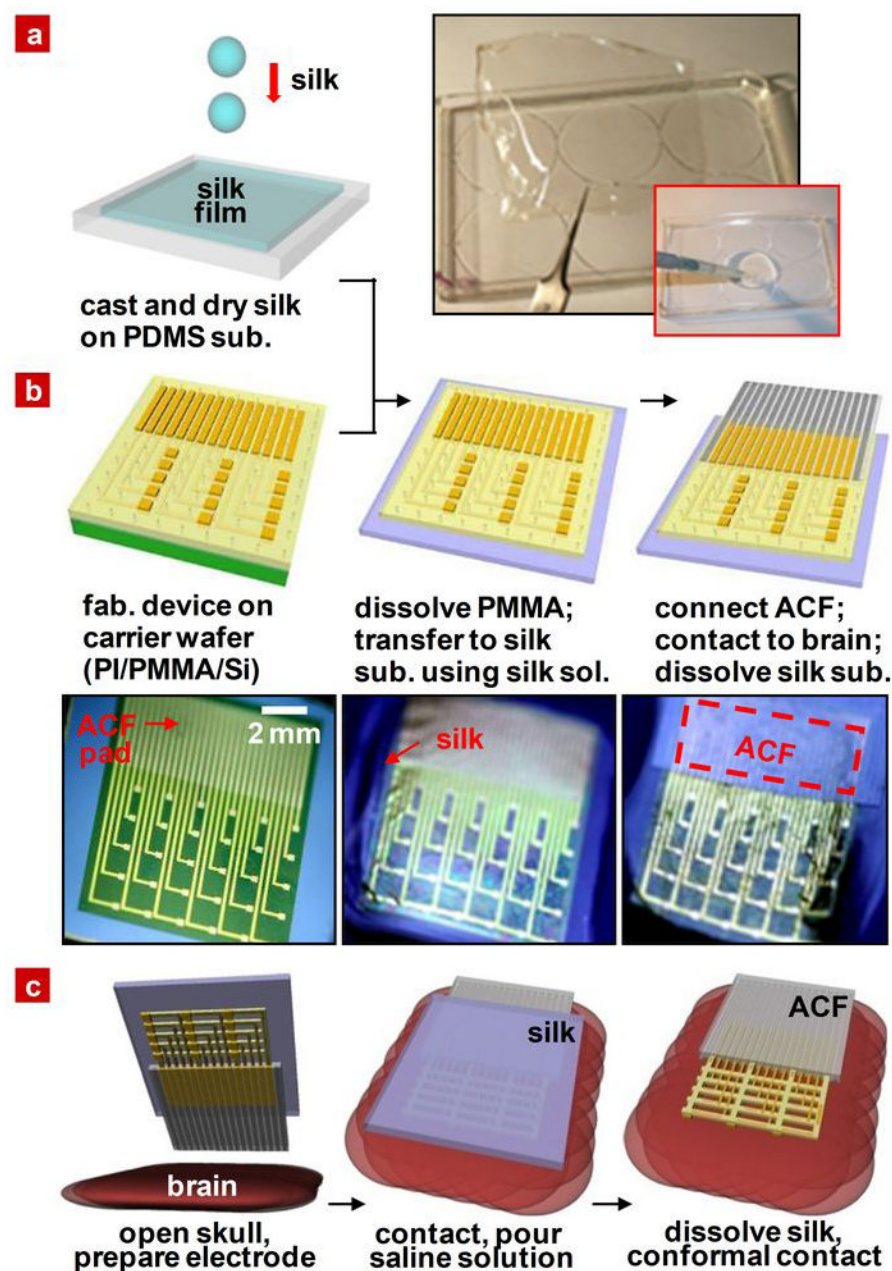 a
silk
silk
film
cast and dry silk
on PDMS sub.
b
fab. device on
carrier wafer
(PI/PMMA/Si)
dissolve PMMA;
transfer to silk
sub. using silk sol.
connect ACF;
contact to brain;
dissolve silk sub.
ACF
pad
2 mm
silk
ACF
c
brain
open skull,
prepare electrode
silk
contact, pour
saline solution
ACF
dissolve silk,
conformal contact